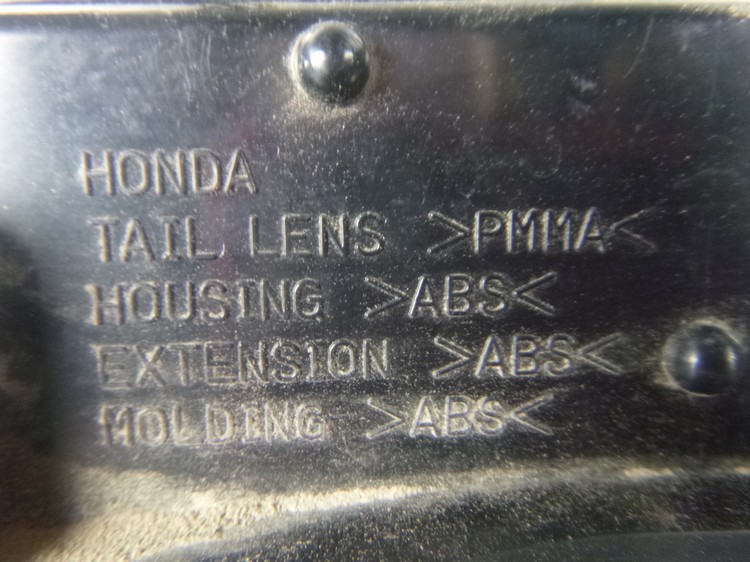 HONDA
TAIL LENS >PMMA<
HOUSING >ABS<
EXTENSION >ABS<
MOLDING >ABS<